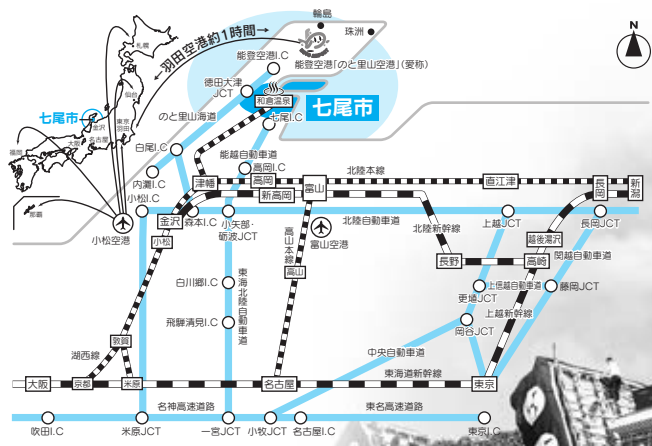 札幌
仙台
東京
羽田
七尾市
金沢
名古屋
大阪
福岡
那覇
小松空港
羽田空港約1時間
輪島
珠洲
能登空港I.C
能登空港「のと里山空港」(愛称)
徳田大津
JCT
和倉温泉
七尾市
七尾I.C
のと里山海道
N
白尾I.C
内灘I.C
能越自動車道
高岡I.C
津幡
高岡
新高岡
富山
北陸本線
直江津
長岡
新潟
小松I.C
金沢
小松
森本I.C
小矢部・
砺波JCT
北陸自動車道
富山空港
北陸新幹線
上越JCT
長岡JCT
越後湯沢
高山本線
高山
長野
高崎
関越自動車道
白川郷I.C
東海北陸自動車道
飛騨清見I.C
更埴JCT
上信越自動車道
藤岡JCT
上越新幹線
岡谷JCT
中央自動車道
敦賀
湖西線
大阪
京都
米原
名古屋
東海道新幹線
東京
名神高速道路
東名高速道路
吹田I.C
米原JCT
一宮JCT
小牧JCT
名古屋I.C
東京I.C